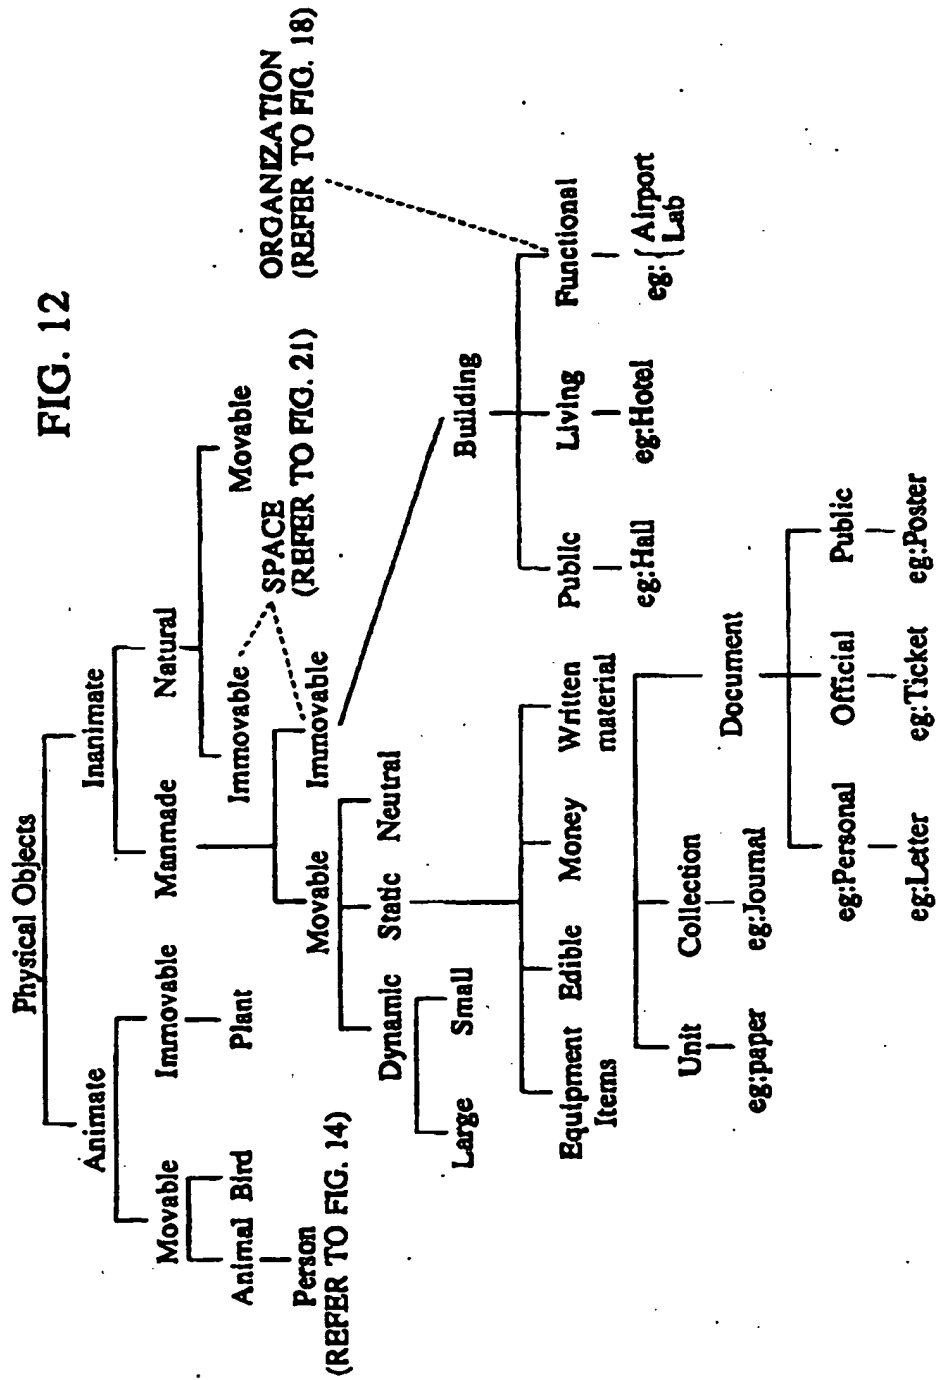 FIG. 12
Physical Objects
Animate
Inanimate
Movable
Immovable
Manmade
Natural
Animal Bird
Plant
Immovable
Movable
Person
(REFER TO FIG. 14)
SPACE
(REFER TO FIG. 21)
ORGANIZATION
(REFER TO FIG. 18)
Movable
Immovable
Dynamic
Static
Neutral
Large
Small
Building
Equipment
Items
Edible
Money
Written
material
Public
Living
Functional
eg:Hall
eg:Hotel
eg:{ Airport
Lab
Unit
Collection
Document
eg:paper
eg:Journal
eg:Personal
Official
Public
eg:Letter
eg:Ticket
eg:Poster